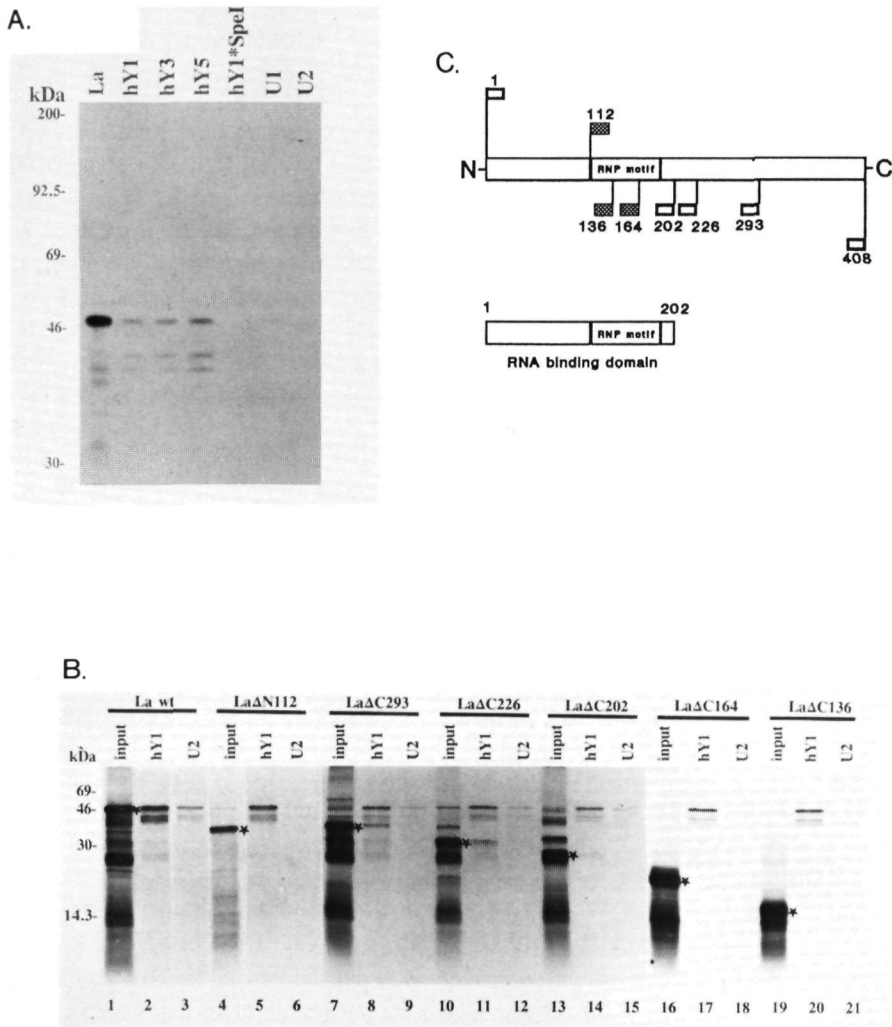 A.
kDa
La
hY1
hY3
hY5
hY1*SpeI
U1
U2
200-
92.5-
69-
46-
30-
C.
1
112
N
RNP motif
C
136
164
202
226
293
408
1
202
RNP motif
RNA binding domain
B.
La wt
LaΔN112
LaΔC293
LaΔC226
LaΔC202
LaΔC164
LaΔC136
input hY1 U2 input hY1 U2 input hY1 U2 input hY1 U2 input hY1 U2 input hY1 U2 input hY1 U2
kDa
69-
46-
30-
14.3-
1 2 3 4 5 6 7 8 9 10 11 12 13 14 15 16 17 18 19 20 21